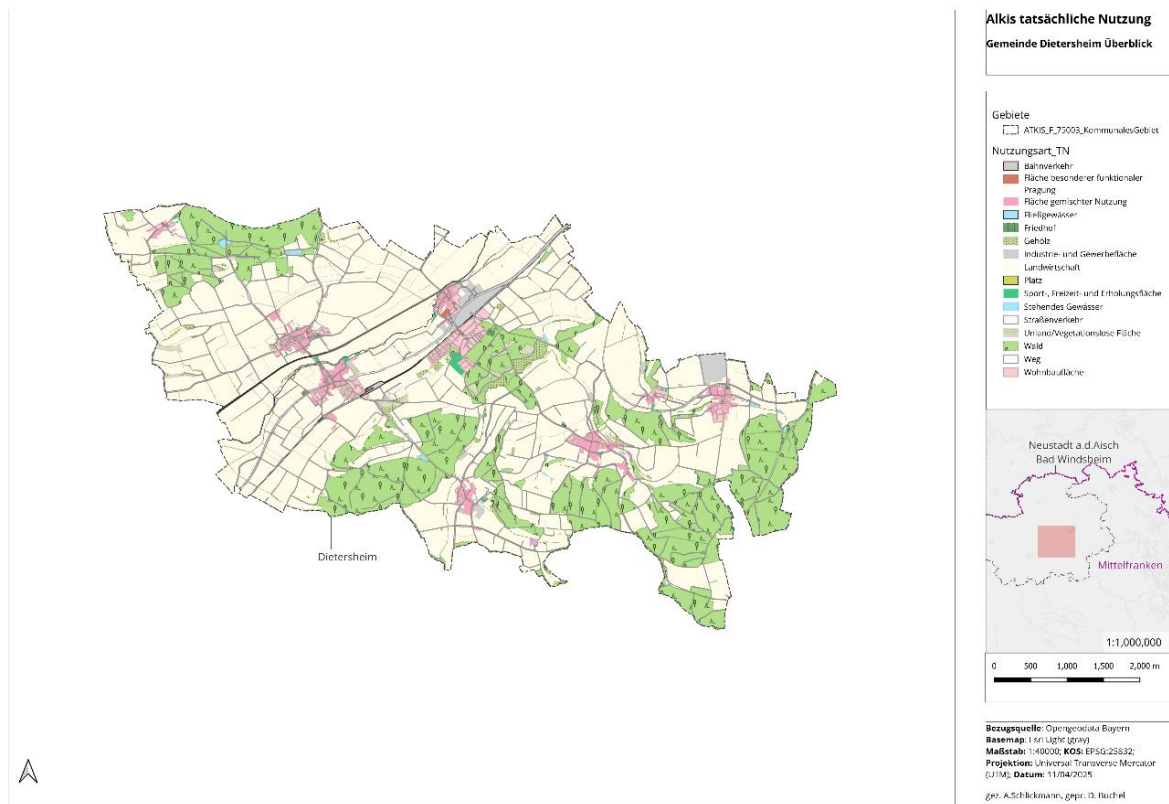 Alkis tatsächliche Nutzung
Gemeinde Dietersheim Überblick
Gebiete
ATKIS_F_75003_KommunalesGebiet
Nutzungsart_TN
Bahnverkehr
Fläche besonderer funktionaler
Prägung
Fläche gemischter Nutzung
Fließgewässer
Friedhof
Gehölz
Industrie- und Gewerbefläche
Landwirtschaft
Platz
Sport-, Freizeit- und Erholungsfläche
Stehendes Gewässer
Straßenverkehr
Unland/Vegetationslose Fläche
Wald
Weg
Wohnbaufläche
Dietersheim
Neustadt a.d.Aisch
Bad Windsheim
Mittelfranken
1:1,000,000
0 500 1,000 1,500 2,000 m
Bezugsquelle: Opengeodata Bayern
Basemap: Esri Light (gray)
Maßstab: 1:40000; KOS: EPSG:25832;
Projektion: Universal Transverse Mercator
(UTM); Datum: 11/04/2025
gez. A.Schlickmann, gepr. D. Büchel